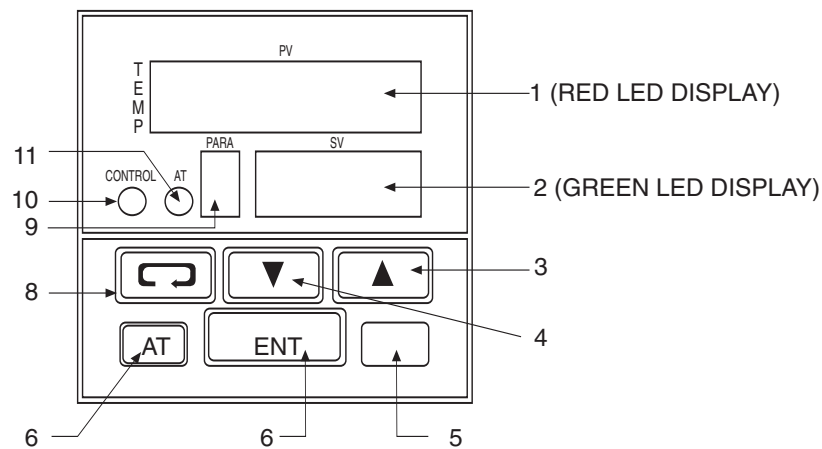 PV
TEMP
1 (RED LED DISPLAY)
PARA
SV
11
CONTROL
AT
10
2 (GREEN LED DISPLAY)
9
8
3
4
AT
ENT
6
6
5